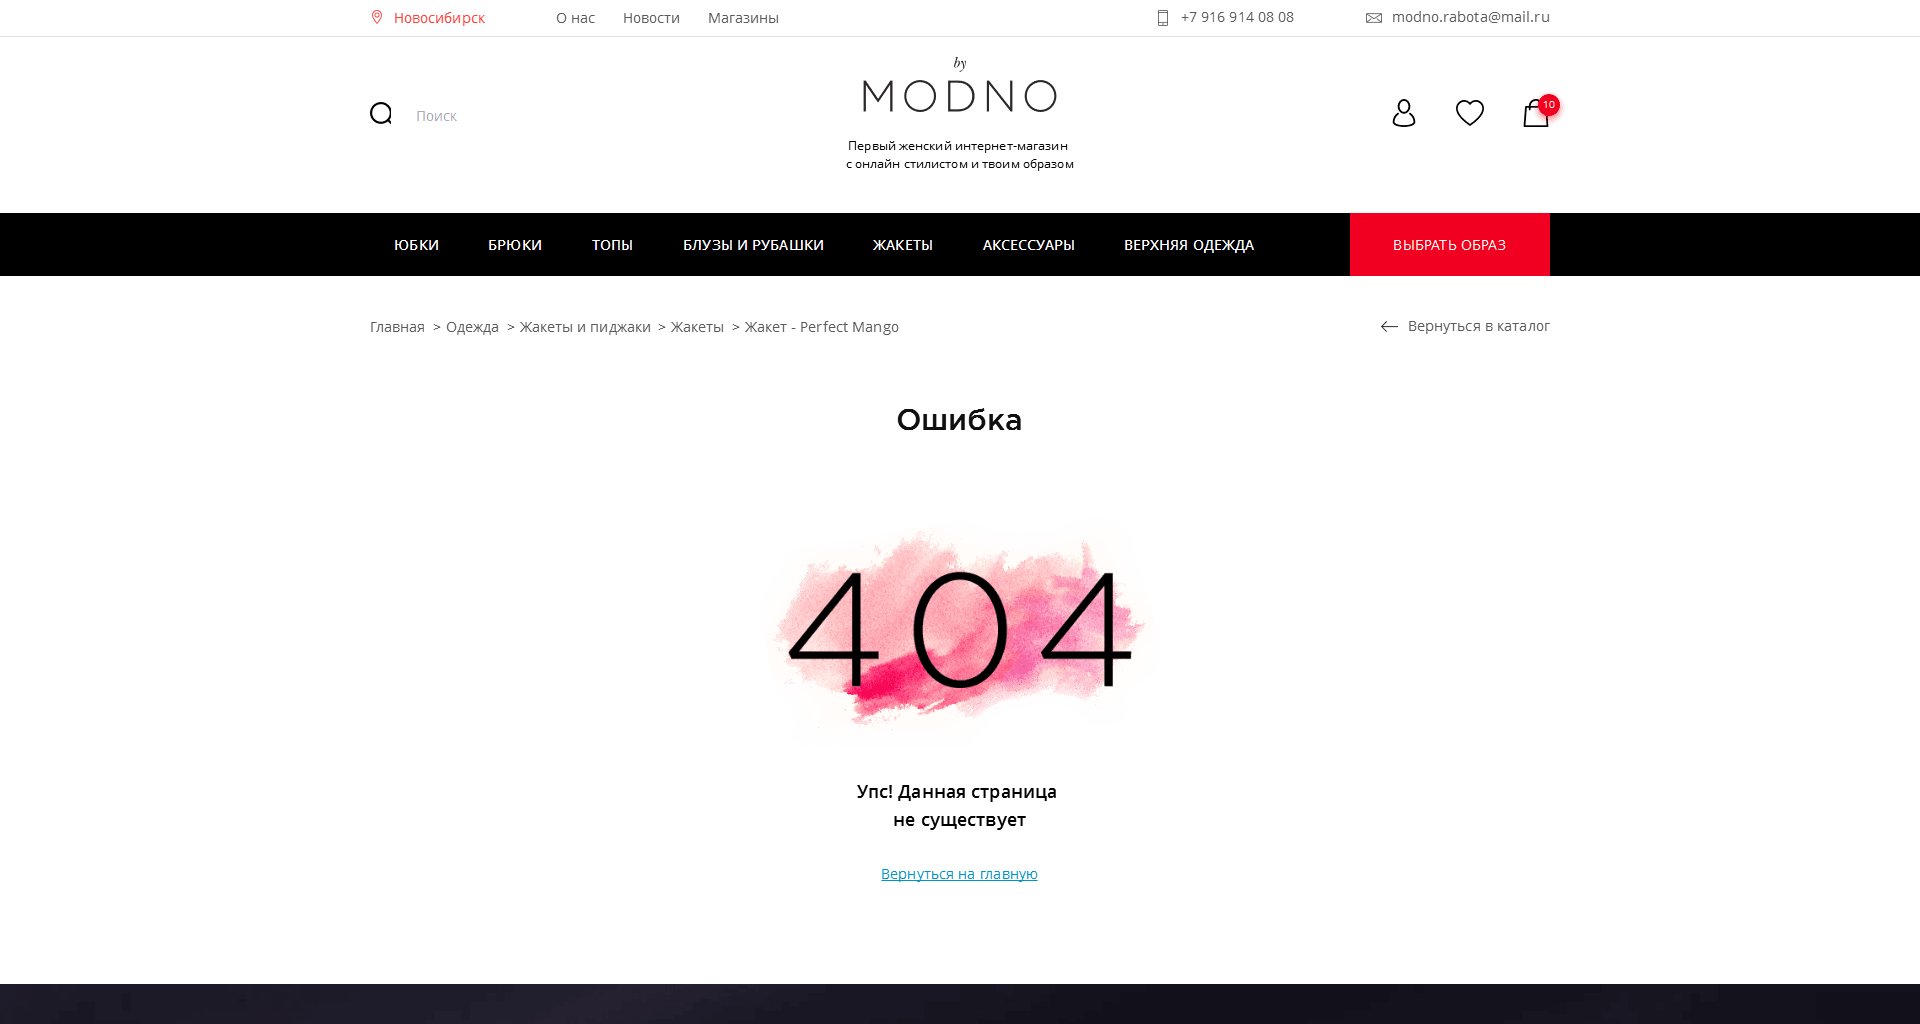 Новосибирск
О нас
Новости
Магазины
+7 916 914 08 08
modno.rabota@mail.ru
by
MODNO
Поиск
10
Первый женский интернет-магазин
с онлайн стилистом и твоим образом
ЮБКИ
БРЮКИ
ТОПЫ
БЛУЗЫ И РУБАШКИ
ЖАКЕТЫ
АКСЕССУАРЫ
ВЕРХНЯЯ ОДЕЖДА
ВЫБРАТЬ ОБРАЗ
Главная > Одежда > Жакеты и пиджаки > Жакеты > Жакет - Perfect Mango
Вернуться в каталог
Ошибка
404
Упс! Данная страница
не существует
Вернуться на главную